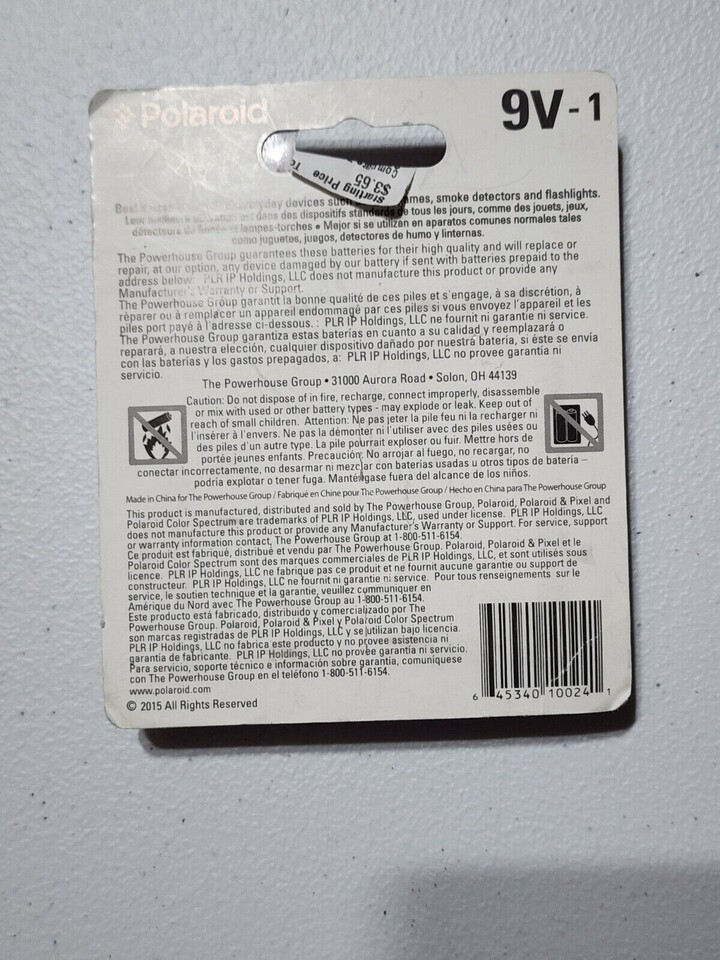 Polaroid
9V - 1
Starting Price
$3.65
everyday devices such games, smoke detectors and flashlights.
dans des dispositifs standards de tous les jours, comme des jouets, jeux,
détecteurs de fumée et lampes-torches • Mejor si se utilizan en aparatos comunes normales tales
como juguetes, juegos, detectores de humo y linternas.
The Powerhouse Group guarantees these batteries for their high quality and will replace or
repair, at our option, any device damaged by our battery if sent with batteries prepaid to the
address below: PLR IP Holdings, LLC does not manufacture this product or provide any
Manufacturer's Warranty or Support.
The Powerhouse Group garantit la bonne qualité de ces piles et s'engage, à sa discrétion, à
réparer ou à remplacer un appareil endommagé par ces piles si vous envoyez l'appareil et les
piles port payé à l'adresse ci-dessous. : PLR IP Holdings, LLC ne fournit ni garantie ni service.
The Powerhouse Group garantiza estas baterías en cuanto a su calidad y reemplazará o
reparará, a nuestra elección, cualquier dispositivo dañado por nuestra batería, si éste se envía
con las baterías y los gastos prepagados, a: PLR IP Holdings, LLC no provee garantía ni
servicio.
The Powerhouse Group • 31000 Aurora Road • Solon, OH 44139
Caution: Do not dispose of in fire, recharge, connect improperly, disassemble
or mix with used or other battery types - may explode or leak. Keep out of
reach of small children. Attention: Ne pas jeter la pile feu ni la recharger ni
l'insérer à l'envers. Ne pas la démonter ni l'utiliser avec des piles usées ou
des piles d'un autre type. La pile pourrait exploser ou fuir. Mettre hors de
portée jeunes enfants. Precaución: No arrojar al fuego, no recargar, no
conectar incorrectamente, no desarmar ni mezclar con baterías usadas u otros tipos de batería –
podría explotar o tener fuga. Manténgase fuera del alcance de los niños.
Made in China for The Powerhouse Group / Fabriqué en Chine pour The Powerhouse Group / Hecho en China para The Powerhouse Group
This product is manufactured, distributed and sold by The Powerhouse Group, Polaroid, Polaroid & Pixel and
Polaroid Color Spectrum are trademarks of PLR IP Holdings, LLC, used under license. PLR IP Holdings, LLC
does not manufacture this product or provide any Manufacturer's Warranty or Support. For service, support
or warranty information contact, The Powerhouse Group at 1-800-511-6154.
Ce produit est fabriqué, distribué et vendu par The Powerhouse Group. Polaroid, Polaroid & Pixel et le
Polaroid Color Spectrum sont des marques commerciales de PLR IP Holdings, LLC, et sont utilisés sous
licence. PLR IP Holdings, LLC ne fabrique pas ce produit et ne fournit aucune garantie ou support de
constructeur. PLR IP Holdings, LLC ne fournit ni garantie ni service. Pour tous renseignements sur le
service, le soutien technique et la garantie, veuillez communiquer en
Amérique du Nord avec The Powerhouse Group au 1-800-511-6154.
Este producto está fabricado, distribuido y comercializado por The
Powerhouse Group. Polaroid, Polaroid & Pixel y Polaroid Color Spectrum
son marcas registradas de PLR IP Holdings, LLC y se utilizan bajo licencia.
PLR IP Holdings, LLC no fabrica este producto y no provee asistencia ni
garantía de fabricante. PLR IP Holdings, LLC no provee garantía ni servicio.
Para servicio, soporte técnico e información sobre garantía, comuníquese
con The Powerhouse Group en el teléfono 1-800-511-6154.
www.polaroid.com
© 2015 All Rights Reserved
6 45340 10024 1